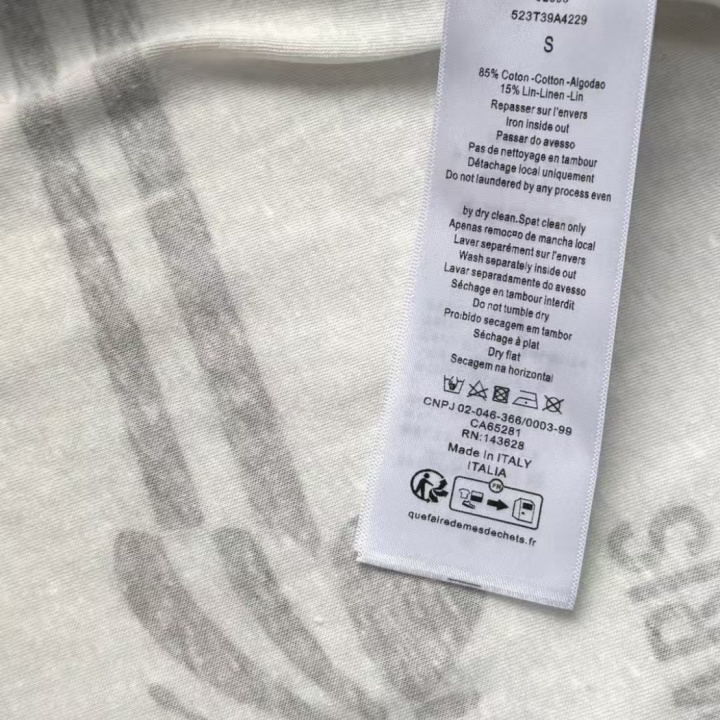 523T39A4229
S
85% Coton -Cotton -Algodao
15% Lin-Linen -Lin
Repasser sur l'envers
Iron inside out
Passar do avesso
Pas de nettoyage en tambour
Détachage local uniquement
Do not laundered by any process even
by dry clean.Spat clean only
Apenas remoc¤o de mancha local
Laver separément sur l'envers
Wash separately inside out
Lavar separadamente do avesso
Séchage en tambour interdit
Do not tumble dry
Proibido secagem em tambor
Séchage à plat
Dry flat
Secagem na horizontal
CNPJ 02-046-366/0003-99
CA65281
RN:143628
Made In ITALY
ITALIA
FR
quefairedemesdechets.fr